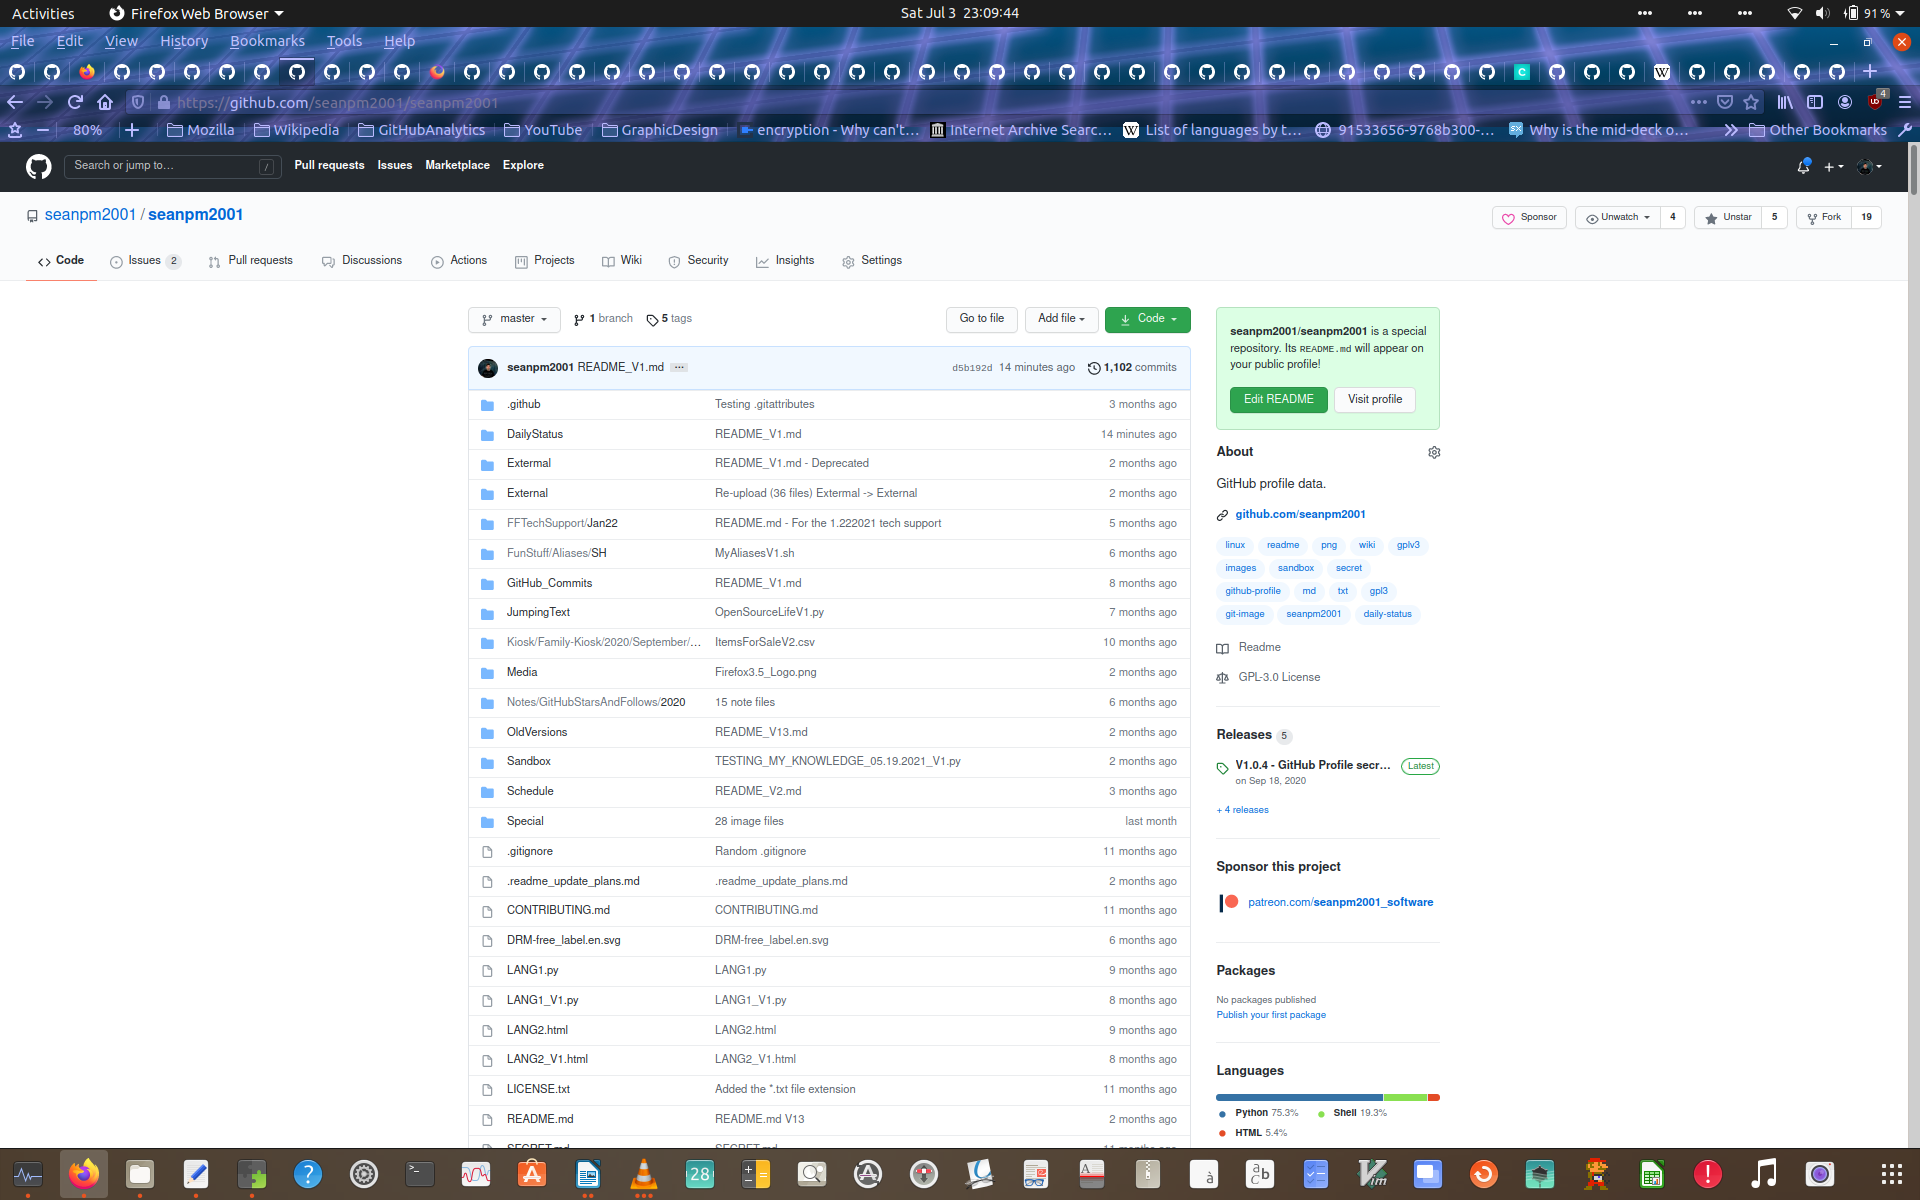 Activities Firefox Web Browser Sat Jul 3 23:09:44 91 %
File Edit View History Bookmarks Tools Help
https://github.com/seanpm2001/seanpm2001 4
80% Mozilla Wikipedia GitHubAnalytics YouTube GraphicDesign encryption - Why can't… Internet Archive Searc… List of languages by t… 91533656-9768b300-… Why is the mid-deck o… Other Bookmarks
Search or jump to… / Pull requests Issues Marketplace Explore
seanpm2001 / seanpm2001 Sponsor Unwatch 4 Unstar 5 Fork 19
Code Issues 2 Pull requests Discussions Actions Projects Wiki Security Insights Settings
master 1 branch 5 tags Go to file Add file Code
seanpm2001 README_V1.md ... d5b192d 14 minutes ago 1,102 commits
.github Testing .gitattributes 3 months ago
DailyStatus README_V1.md 14 minutes ago
Extermal README_V1.md - Deprecated 2 months ago
External Re-upload (36 files) Extermal -> External 2 months ago
FFTechSupport/Jan22 README.md - For the 1.222021 tech support 5 months ago
FunStuff/Aliases/SH MyAliasesV1.sh 6 months ago
GitHub_Commits README_V1.md 8 months ago
JumpingText OpenSourceLifeV1.py 7 months ago
Kiosk/Family-Kiosk/2020/September/… ItemsForSaleV2.csv 10 months ago
Media Firefox3.5_Logo.png 2 months ago
Notes/GitHubStarsAndFollows/2020 15 note files 6 months ago
OldVersions README_V13.md 2 months ago
Sandbox TESTING_MY_KNOWLEDGE_05.19.2021_V1.py 2 months ago
Schedule README_V2.md 3 months ago
Special 28 image files last month
.gitignore Random .gitignore 11 months ago
.readme_update_plans.md .readme_update_plans.md 2 months ago
CONTRIBUTING.md CONTRIBUTING.md 11 months ago
DRM-free_label.en.svg DRM-free_label.en.svg 6 months ago
LANG1.py LANG1.py 9 months ago
LANG1_V1.py LANG1_V1.py 8 months ago
LANG2.html LANG2.html 9 months ago
LANG2_V1.html LANG2_V1.html 8 months ago
LICENSE.txt Added the *.txt file extension 11 months ago
README.md README.md V13 2 months ago
SECRET.md SECRET.md 11 months ago
seanpm2001/seanpm2001 is a special
repository. Its README.md will appear on
your public profile!
Edit README Visit profile
About
GitHub profile data.
github.com/seanpm2001
linux readme png wiki gplv3
images sandbox secret
github-profile md txt gpl3
git-image seanpm2001 daily-status
Readme
GPL-3.0 License
Releases 5
V1.0.4 - GitHub Profile secr... Latest
on Sep 18, 2020
+ 4 releases
Sponsor this project
patreon.com/seanpm2001_software
Packages
No packages published
Publish your first package
Languages
Python 75.3% Shell 19.3%
HTML 5.4%
28